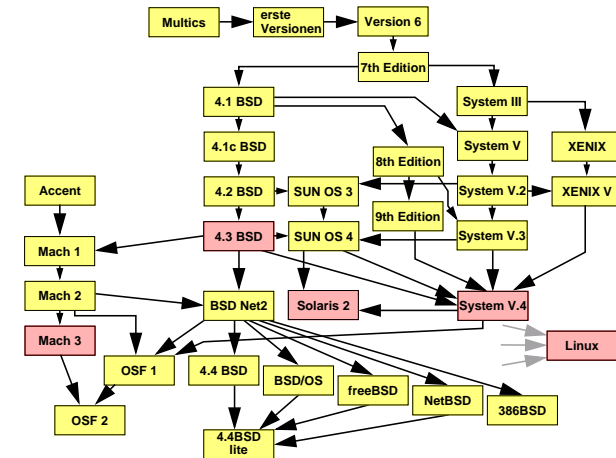 Multics
erste
Versionen
Version 6
7th Edition
4.1 BSD
System III
4.1c BSD
System V
XENIX
8th Edition
Accent
4.2 BSD
SUN OS 3
System V.2
XENIX V
9th Edition
Mach 1
4.3 BSD
SUN OS 4
System V.3
Mach 2
BSD Net2
Solaris 2
System V.4
Mach 3
Linux
OSF 1
4.4 BSD
BSD/OS
freeBSD
NetBSD
386BSD
OSF 2
4.4BSD
lite